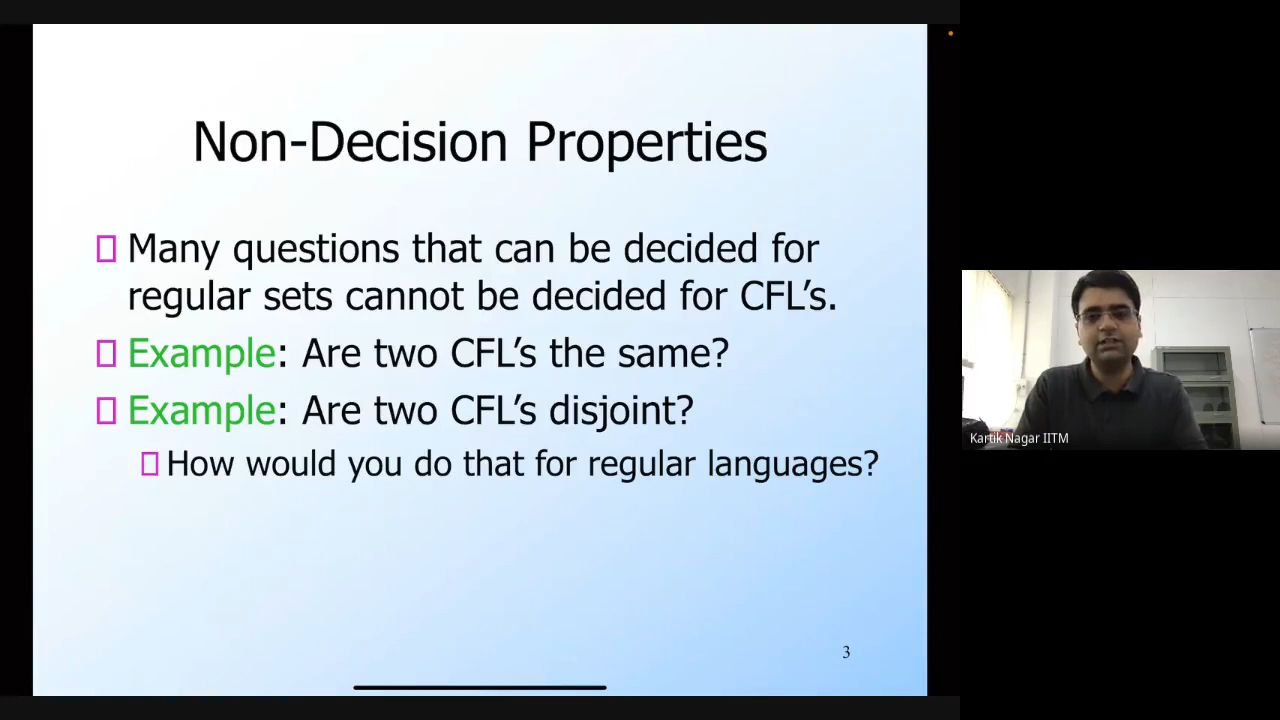 Non-Decision Properties
Many questions that can be decided for
regular sets cannot be decided for CFL’s.
Example: Are two CFL’s the same?
Example: Are two CFL’s disjoint?
How would you do that for regular languages?
3
Kartik Nagar IITM